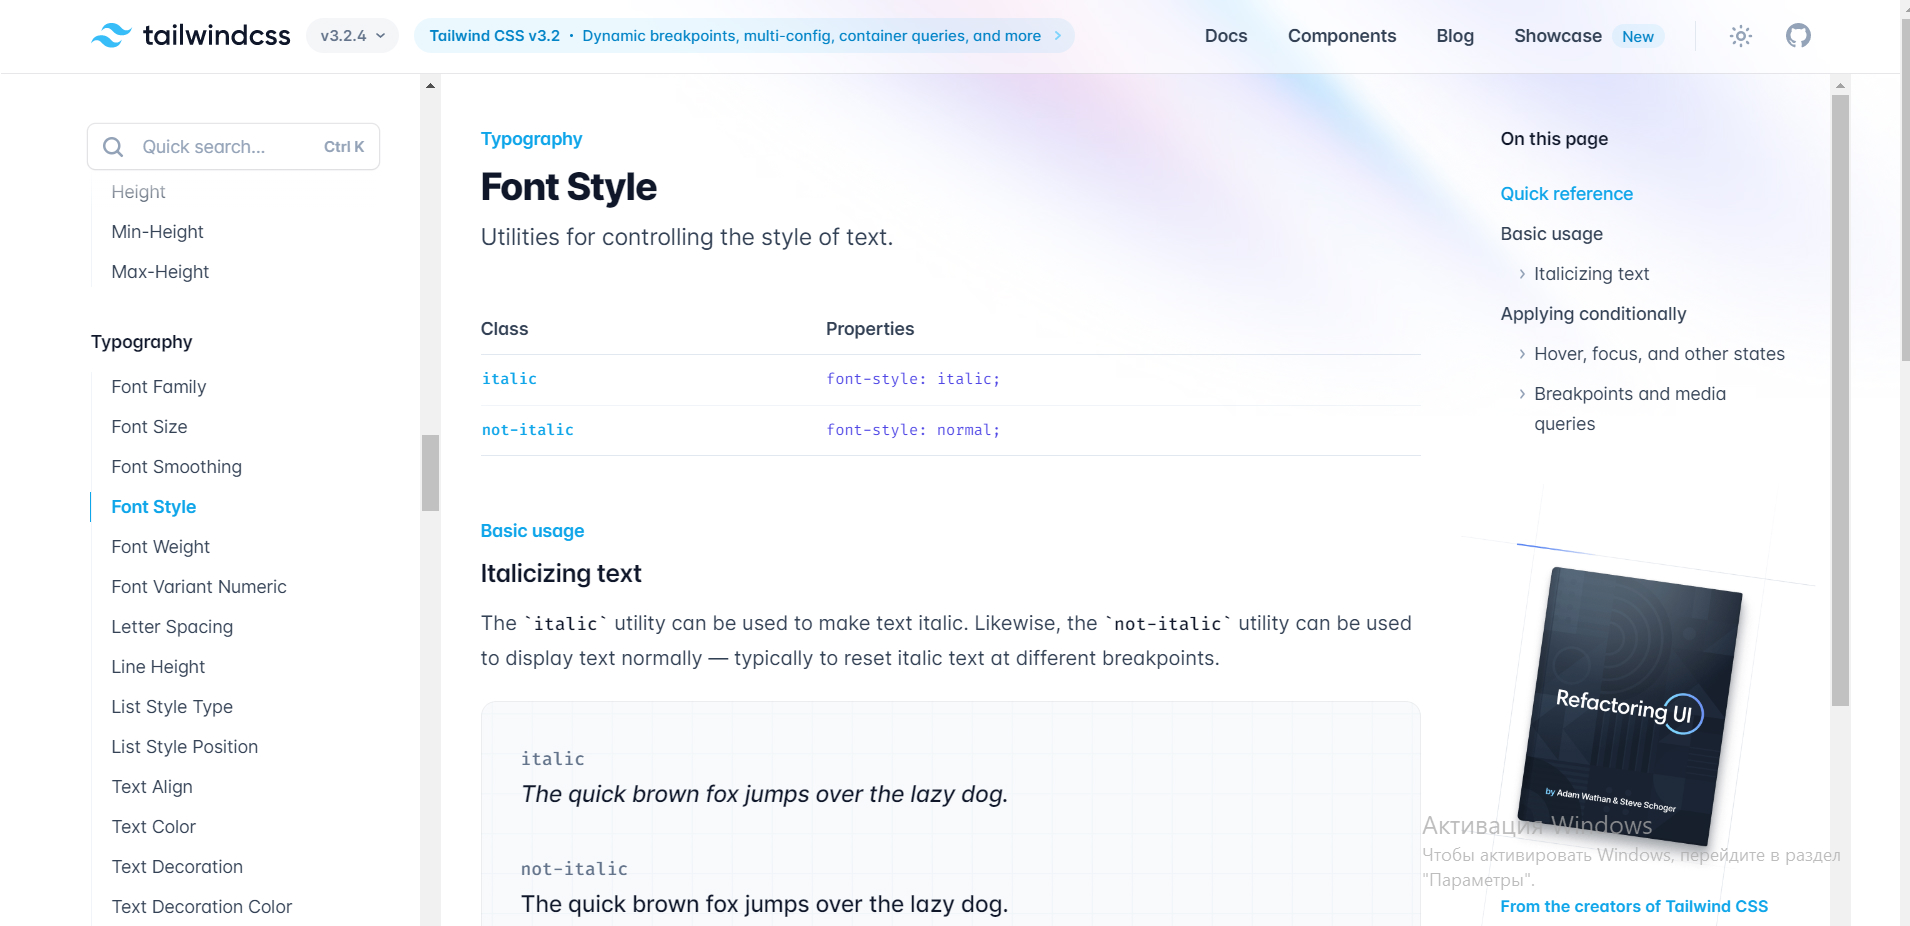 tailwindcss
v3.2.4
Tailwind CSS v3.2 · Dynamic breakpoints, multi-config, container queries, and more
Docs
Components
Blog
Showcase
New
Quick search...
Ctrl K
Height
Min-Height
Max-Height
Typography
Font Family
Font Size
Font Smoothing
Font Style
Font Weight
Font Variant Numeric
Letter Spacing
Line Height
List Style Type
List Style Position
Text Align
Text Color
Text Decoration
Text Decoration Color
Typography
Font Style
Utilities for controlling the style of text.
Class
Properties
italic
font-style: italic;
not-italic
font-style: normal;
Basic usage
Italicizing text
The `italic` utility can be used to make text italic. Likewise, the `not-italic` utility can be used
to display text normally — typically to reset italic text at different breakpoints.
italic
The quick brown fox jumps over the lazy dog.
not-italic
The quick brown fox jumps over the lazy dog.
On this page
Quick reference
Basic usage
Italicizing text
Applying conditionally
Hover, focus, and other states
Breakpoints and media
queries
Refactoring UI
by Adam Wathan & Steve Schoger
Активация Windows
Чтобы активировать Windows, перейдите в раздел
"Параметры".
From the creators of Tailwind CSS